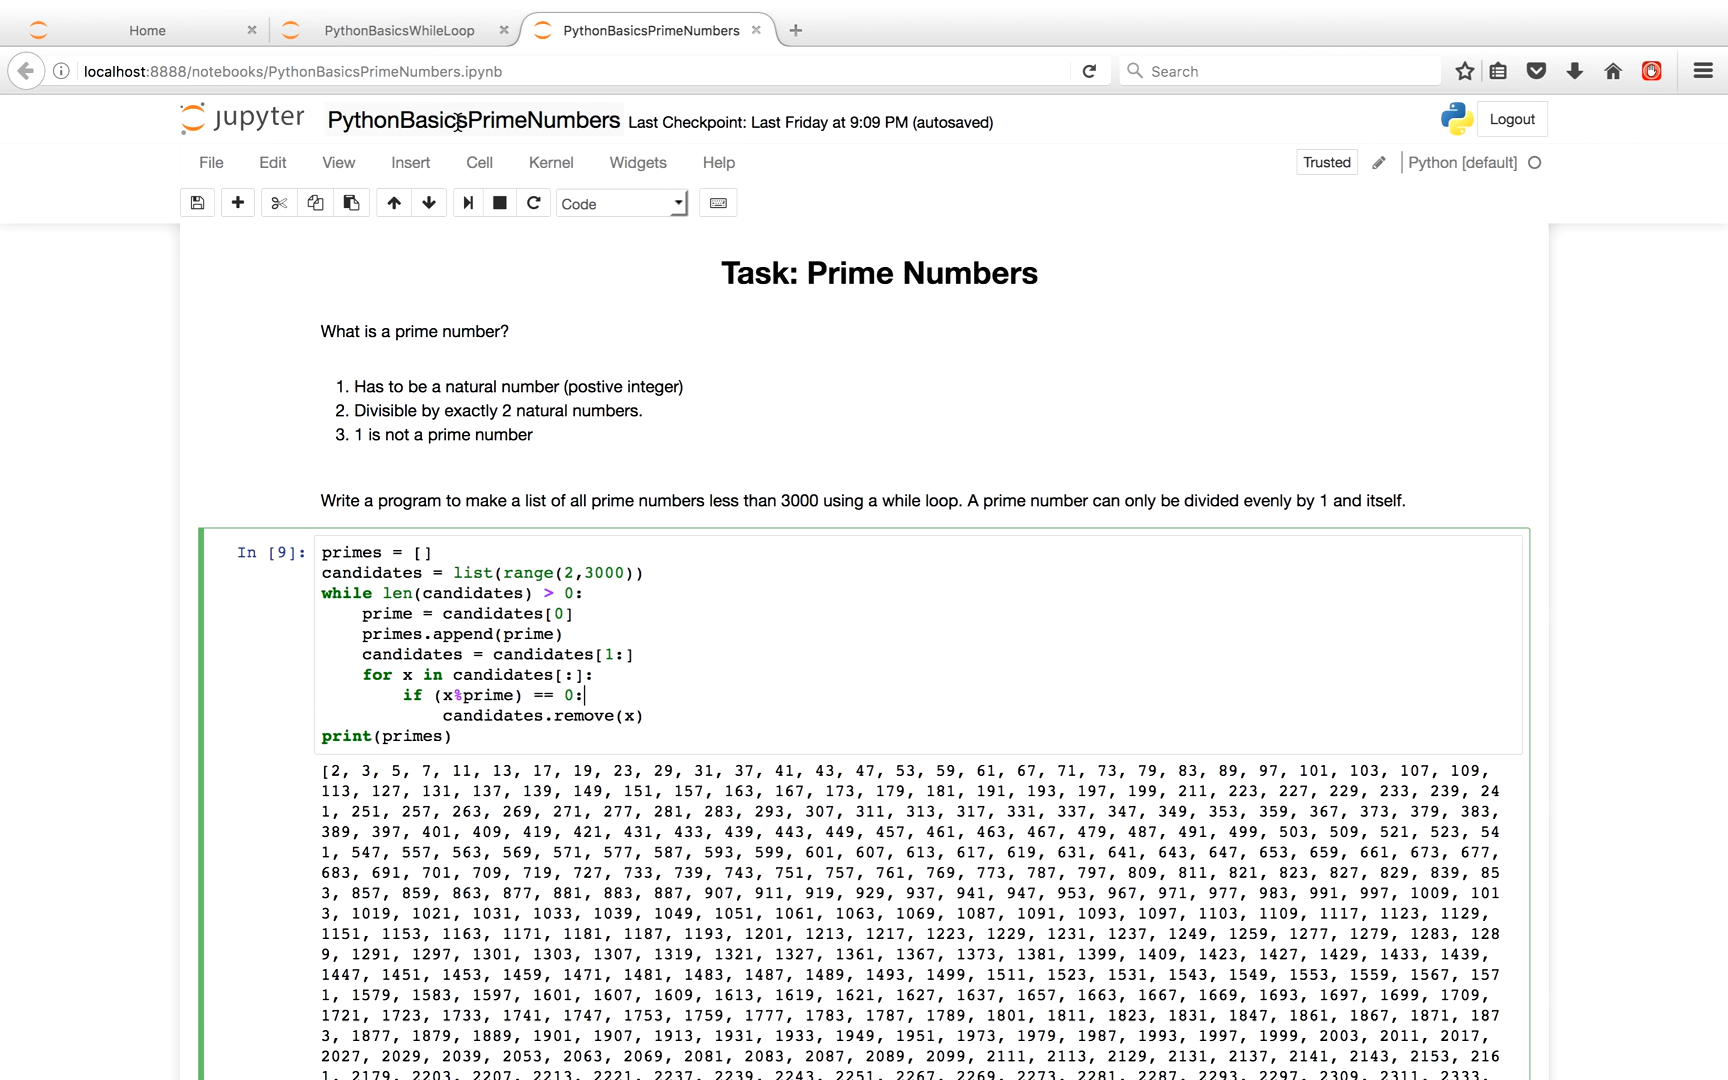 Home
PythonBasicsWhileLoop
PythonBasicsPrimeNumbers
localhost:8888/notebooks/PythonBasicsPrimeNumbers.ipynb
Search
jupyter PythonBasicsPrimeNumbers Last Checkpoint: Last Friday at 9:09 PM (autosaved)
Logout
File Edit View Insert Cell Kernel Widgets Help
Trusted
Python [default]
Code
Task: Prime Numbers
What is a prime number?
1. Has to be a natural number (postive integer)
2. Divisible by exactly 2 natural numbers.
3. 1 is not a prime number
Write a program to make a list of all prime numbers less than 3000 using a while loop. A prime number can only be divided evenly by 1 and itself.
In [9]: primes = []
candidates = list(range(2,3000))
while len(candidates) > 0:
    prime = candidates[0]
    primes.append(prime)
    candidates = candidates[1:]
    for x in candidates[:]:
        if (x%prime) == 0:
            candidates.remove(x)
print(primes)
[2, 3, 5, 7, 11, 13, 17, 19, 23, 29, 31, 37, 41, 43, 47, 53, 59, 61, 67, 71, 73, 79, 83, 89, 97, 101, 103, 107, 109,
113, 127, 131, 137, 139, 149, 151, 157, 163, 167, 173, 179, 181, 191, 193, 197, 199, 211, 223, 227, 229, 233, 239, 24
1, 251, 257, 263, 269, 271, 277, 281, 283, 293, 307, 311, 313, 317, 331, 337, 347, 349, 353, 359, 367, 373, 379, 383,
389, 397, 401, 409, 419, 421, 431, 433, 439, 443, 449, 457, 461, 463, 467, 479, 487, 491, 499, 503, 509, 521, 523, 54
1, 547, 557, 563, 569, 571, 577, 587, 593, 599, 601, 607, 613, 617, 619, 631, 641, 643, 647, 653, 659, 661, 673, 677,
683, 691, 701, 709, 719, 727, 733, 739, 743, 751, 757, 761, 769, 773, 787, 797, 809, 811, 821, 823, 827, 829, 839, 85
3, 857, 859, 863, 877, 881, 883, 887, 907, 911, 919, 929, 937, 941, 947, 953, 967, 971, 977, 983, 991, 997, 1009, 101
3, 1019, 1021, 1031, 1033, 1039, 1049, 1051, 1061, 1063, 1069, 1087, 1091, 1093, 1097, 1103, 1109, 1117, 1123, 1129,
1151, 1153, 1163, 1171, 1181, 1187, 1193, 1201, 1213, 1217, 1223, 1229, 1231, 1237, 1249, 1259, 1277, 1279, 1283, 128
9, 1291, 1297, 1301, 1303, 1307, 1319, 1321, 1327, 1361, 1367, 1373, 1381, 1399, 1409, 1423, 1427, 1429, 1433, 1439,
1447, 1451, 1453, 1459, 1471, 1481, 1483, 1487, 1489, 1493, 1499, 1511, 1523, 1531, 1543, 1549, 1553, 1559, 1567, 157
1, 1579, 1583, 1597, 1601, 1607, 1609, 1613, 1619, 1621, 1627, 1637, 1657, 1663, 1667, 1669, 1693, 1697, 1699, 1709,
1721, 1723, 1733, 1741, 1747, 1753, 1759, 1777, 1783, 1787, 1789, 1801, 1811, 1823, 1831, 1847, 1861, 1867, 1871, 187
3, 1877, 1879, 1889, 1901, 1907, 1913, 1931, 1933, 1949, 1951, 1973, 1979, 1987, 1993, 1997, 1999, 2003, 2011, 2017,
2027, 2029, 2039, 2053, 2063, 2069, 2081, 2083, 2087, 2089, 2099, 2111, 2113, 2129, 2131, 2137, 2141, 2143, 2153, 216
1, 2179, 2203, 2207, 2213, 2221, 2237, 2239, 2243, 2251, 2267, 2269, 2273, 2281, 2287, 2293, 2297, 2309, 2311, 2333,